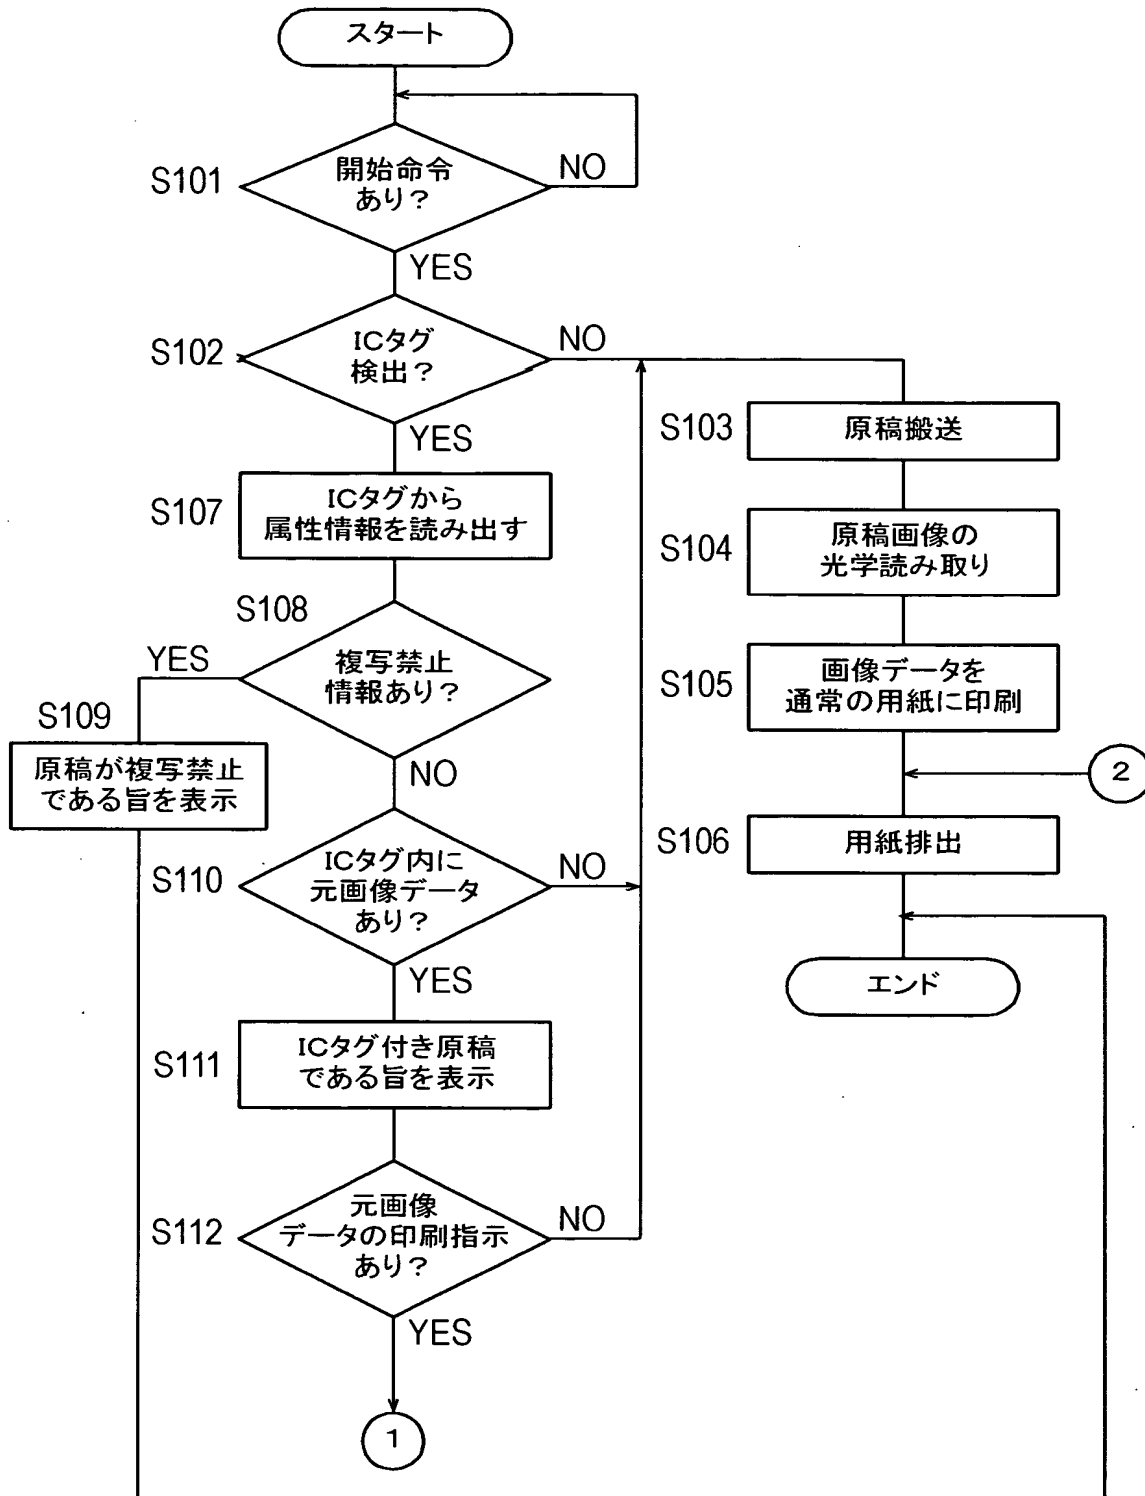 スタート
S101
開始命令
あり？
NO
YES
S102
ICタグ
検出？
NO
YES
S103
原稿搬送
S107
ICタグから
属性情報を読み出す
S104
原稿画像の
光学読み取り
S108
YES
複写禁止
情報あり？
NO
S105
画像データを
通常の用紙に印刷
S109
原稿が複写禁止
である旨を表示
2
S106
用紙排出
S110
ICタグ内に
元画像データ
あり？
NO
YES
エンド
S111
ICタグ付き原稿
である旨を表示
S112
元画像
データの印刷指示
あり？
NO
YES
1